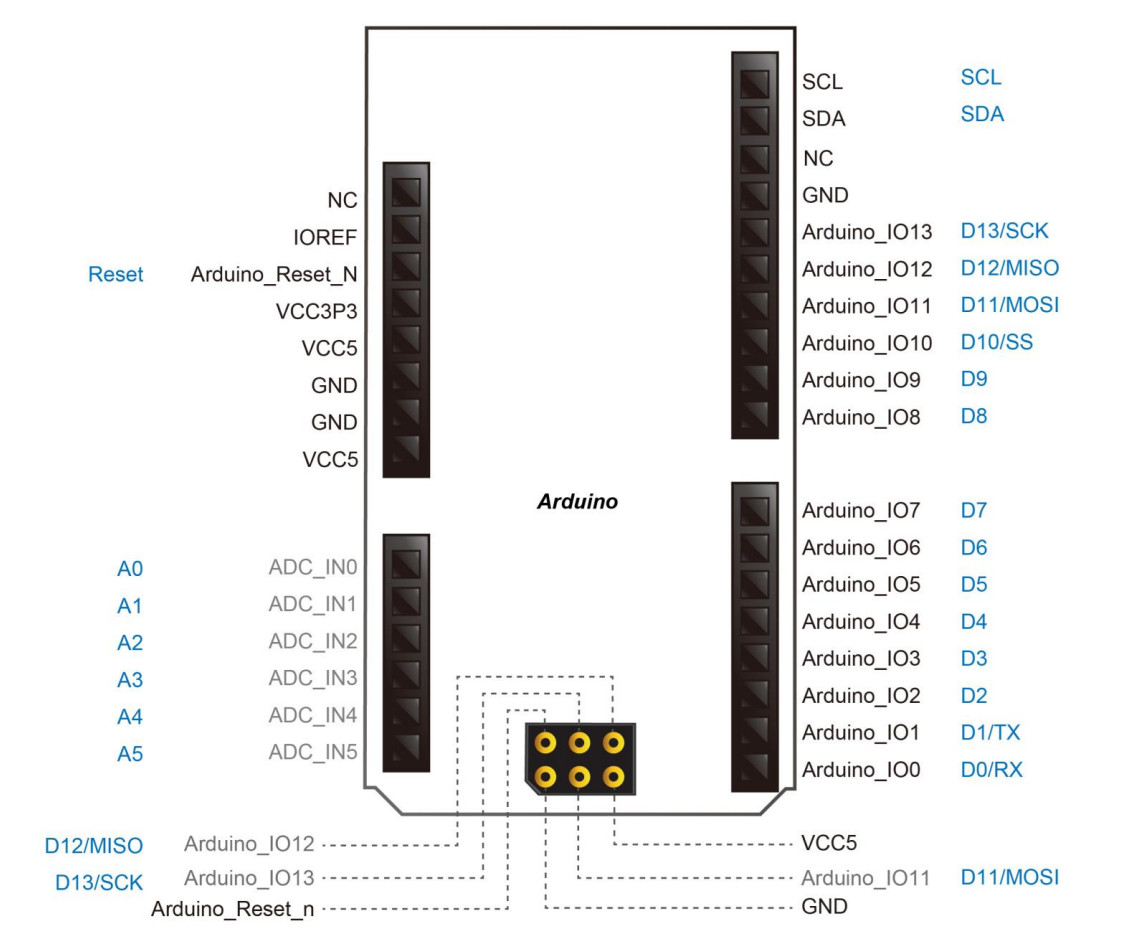 SCL SCL
SDA SDA
NC
NC GND
IOREF Arduino_IO13 D13/SCK
Reset Arduino_Reset_N Arduino_IO12 D12/MISO
VCC3P3 Arduino_IO11 D11/MOSI
VCC5 Arduino_IO10 D10/SS
GND Arduino_IO9 D9
GND Arduino_IO8 D8
VCC5
Arduino
Arduino_IO7 D7
Arduino_IO6 D6
A0 ADC_IN0
A1 ADC_IN1 Arduino_IO5 D5
A2 ADC_IN2 Arduino_IO4 D4
A3 ADC_IN3 Arduino_IO3 D3
A4 ADC_IN4 Arduino_IO2 D2
A5 ADC_IN5 Arduino_IO1 D1/TX
Arduino_IO0 D0/RX
D12/MISO Arduino_IO12 VCC5
D13/SCK Arduino_IO13 Arduino_IO11 D11/MOSI
Arduino_Reset_n GND